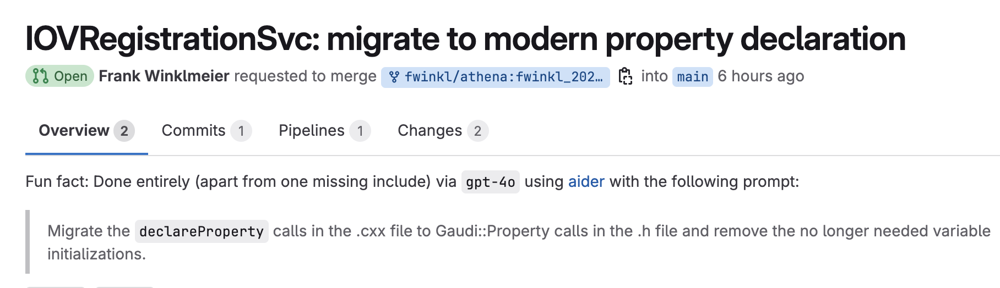 IOVRegistrationSvc: migrate to modern property declaration
Open Frank Winklmeier requested to merge fwinkl/athena:fwinkl_202… into main 6 hours ago
Overview 2 Commits 1 Pipelines 1 Changes 2
Fun fact: Done entirely (apart from one missing include) via gpt-4o using aider with the following prompt:
Migrate the declareProperty calls in the .cxx file to Gaudi::Property calls in the .h file and remove the no longer needed variable
initializations.